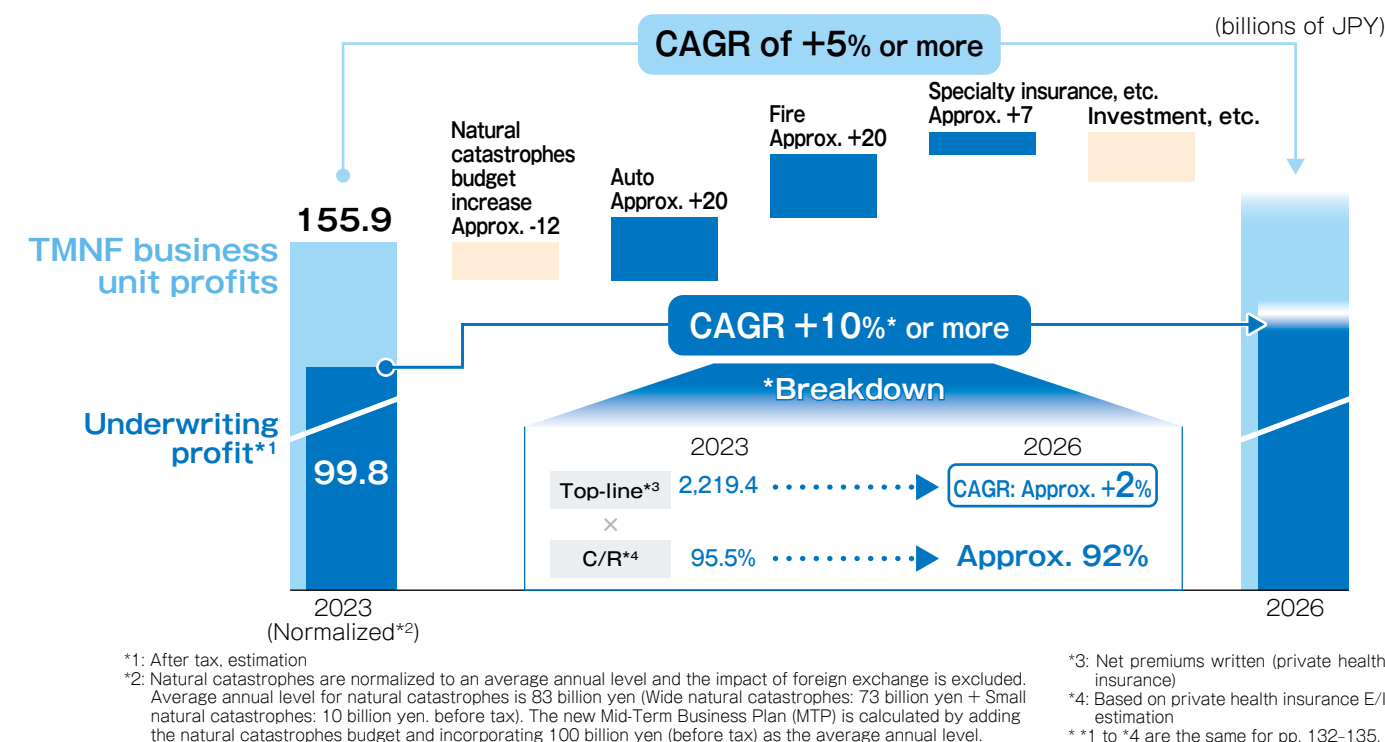 (billions of JPY)
CAGR of +5% or more
Natural
catastrophes
budget
increase
Approx. -12
Auto
Approx. +20
Fire
Approx. +20
Specialty insurance, etc.
Approx. +7
Investment, etc.
155.9
TMNF business
unit profits
CAGR +10%* or more
*Breakdown
Underwriting
profit*1
99.8
2023
2026
Top-line*3
2,219.4
CAGR: Approx. +2%
×
C/R*4
95.5%
Approx. 92%
2023
(Normalized*2)
2026
*1: After tax, estimation
*2: Natural catastrophes are normalized to an average annual level and the impact of foreign exchange is excluded.
Average annual level for natural catastrophes is 83 billion yen (Wide natural catastrophes: 73 billion yen + Small
natural catastrophes: 10 billion yen. before tax). The new Mid-Term Business Plan (MTP) is calculated by adding
the natural catastrophes budget and incorporating 100 billion yen (before tax) as the average annual level.
*3: Net premiums written (private health
insurance)
*4: Based on private health insurance E/I
estimation
* *1 to *4 are the same for pp. 132–135.